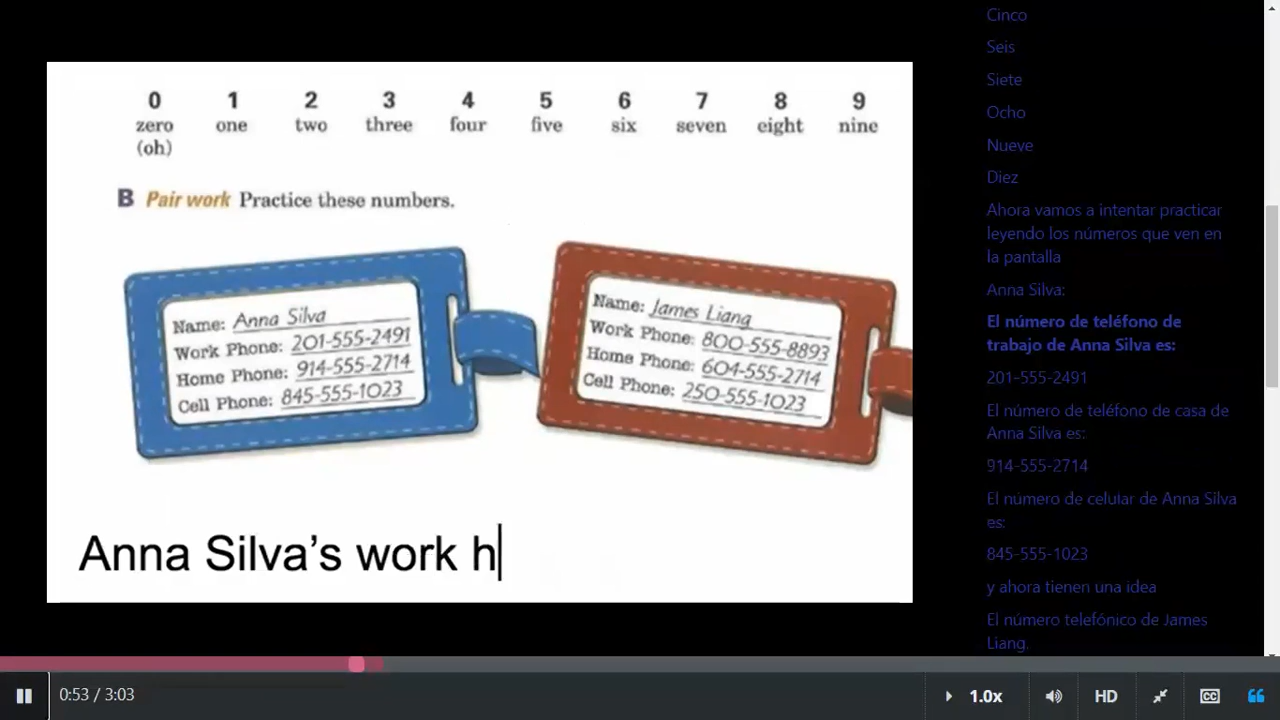 0 1 2 3 4 5 6 7 8 9
zero one two three four five six seven eight nine
(oh)
B Pair work Practice these numbers.
Name: Anna Silva
Work Phone: 201-555-2491
Home Phone: 914-555-2714
Cell Phone: 845-555-1023
Name: James Liang
Work Phone: 800-555-8893
Home Phone: 604-555-2714
Cell Phone: 250-555-1023
Anna Silva’s work h
Cinco
Seis
Siete
Ocho
Nueve
Diez
Ahora vamos a intentar practicar
leyendo los números que ven en
la pantalla
Anna Silva:
El número de teléfono de
trabajo de Anna Silva es:
201-555-2491
El número de teléfono de casa de
Anna Silva es:
914-555-2714
El número de celular de Anna Silva
es:
845-555-1023
y ahora tienen una idea
El número telefónico de James
Liang.
0:53 / 3:03
1.0x
HD
CC